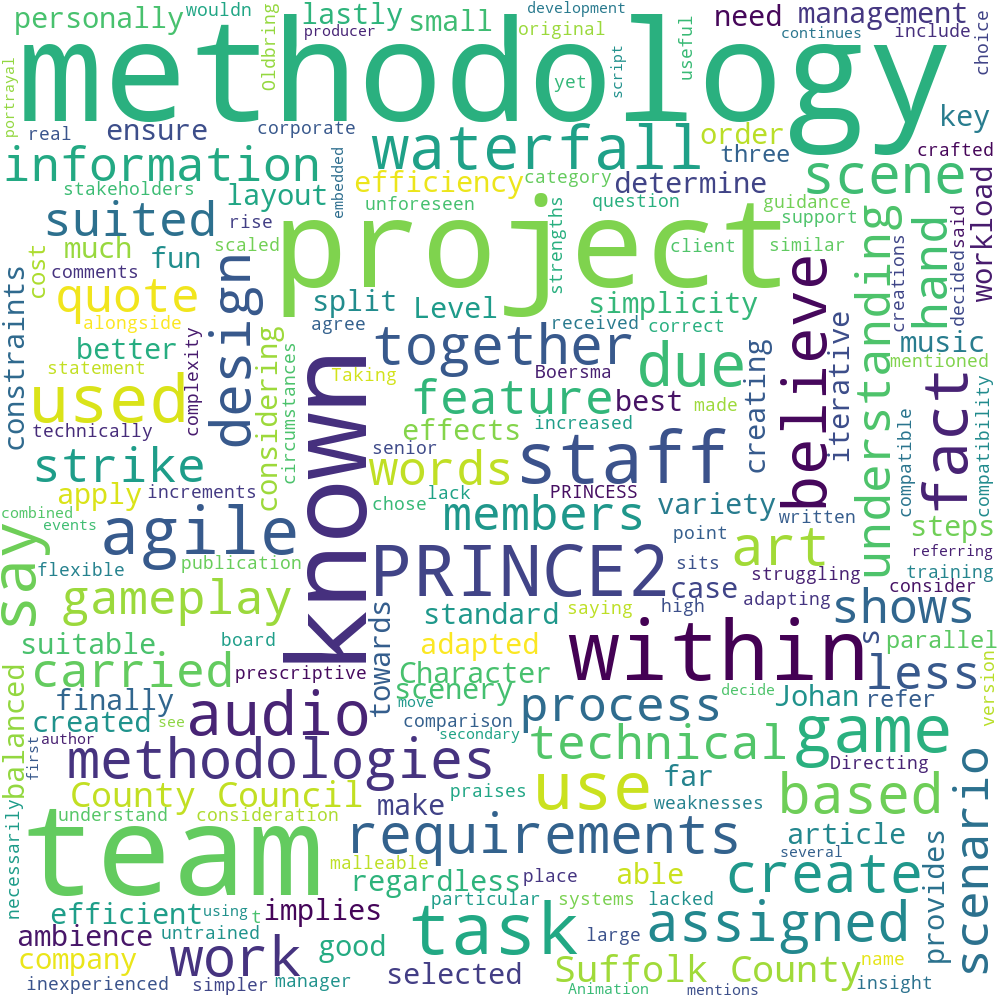 personally
wouldn
lastly
small
development
need
management
producer
original
continues
include
choice
Oldbring
methodology
yet
script
useful
portrayal
real
ensure
corporate
waterfall
order
key
three
crafted
information
embedded
efficiency
category
determine
scene
stakeholders
layout
unforeseen
question
guidance
support
suited
rise
project
strengths
client
similar
workload
much
scaled
cost
comments
fun
design
split
Level
simplicity
understanding
hand
creations
decided
said
constraints
quote
alongside
agree
received
correct
believe
iterative
music
better
considering
known
together
due
creating
mentioned
statement
complexity
Taking
Boersma
used
circumstances
feature
best
made
fact
technically
effects
increased
compatible
compatibility
strike
senior
words
staff
apply
increments
chose
lack
PRINCESS
variety
written
steps
combined
agile
members
point
art
referring
say
events
publication
PRINCE2
sits
struggling
training
flexible
case
adapting
consider
gameplay
standard
saying
high
shows
suitable
board
towards
adapted
within
s
parallel
carried
prescriptive
Character
scenery
decide
less
version
balanced
finally
move
process
Johan
refer
created
see
audio
comparison
secondary
technical
game
first
author
methodologies
Directing
scenario
necessarily
County Council
praises
use
far
weaknesses
based
understand
consideration
make
team
requirements
article
malleable
several
regardless
place
able
create
provides
efficient
using
t
implies
particular
systems
lacked
ambience
untrained
good
task
large
assigned
company
work
selected
Suffolk County
name
insight
inexperienced
simpler
manager
Animation
mentions